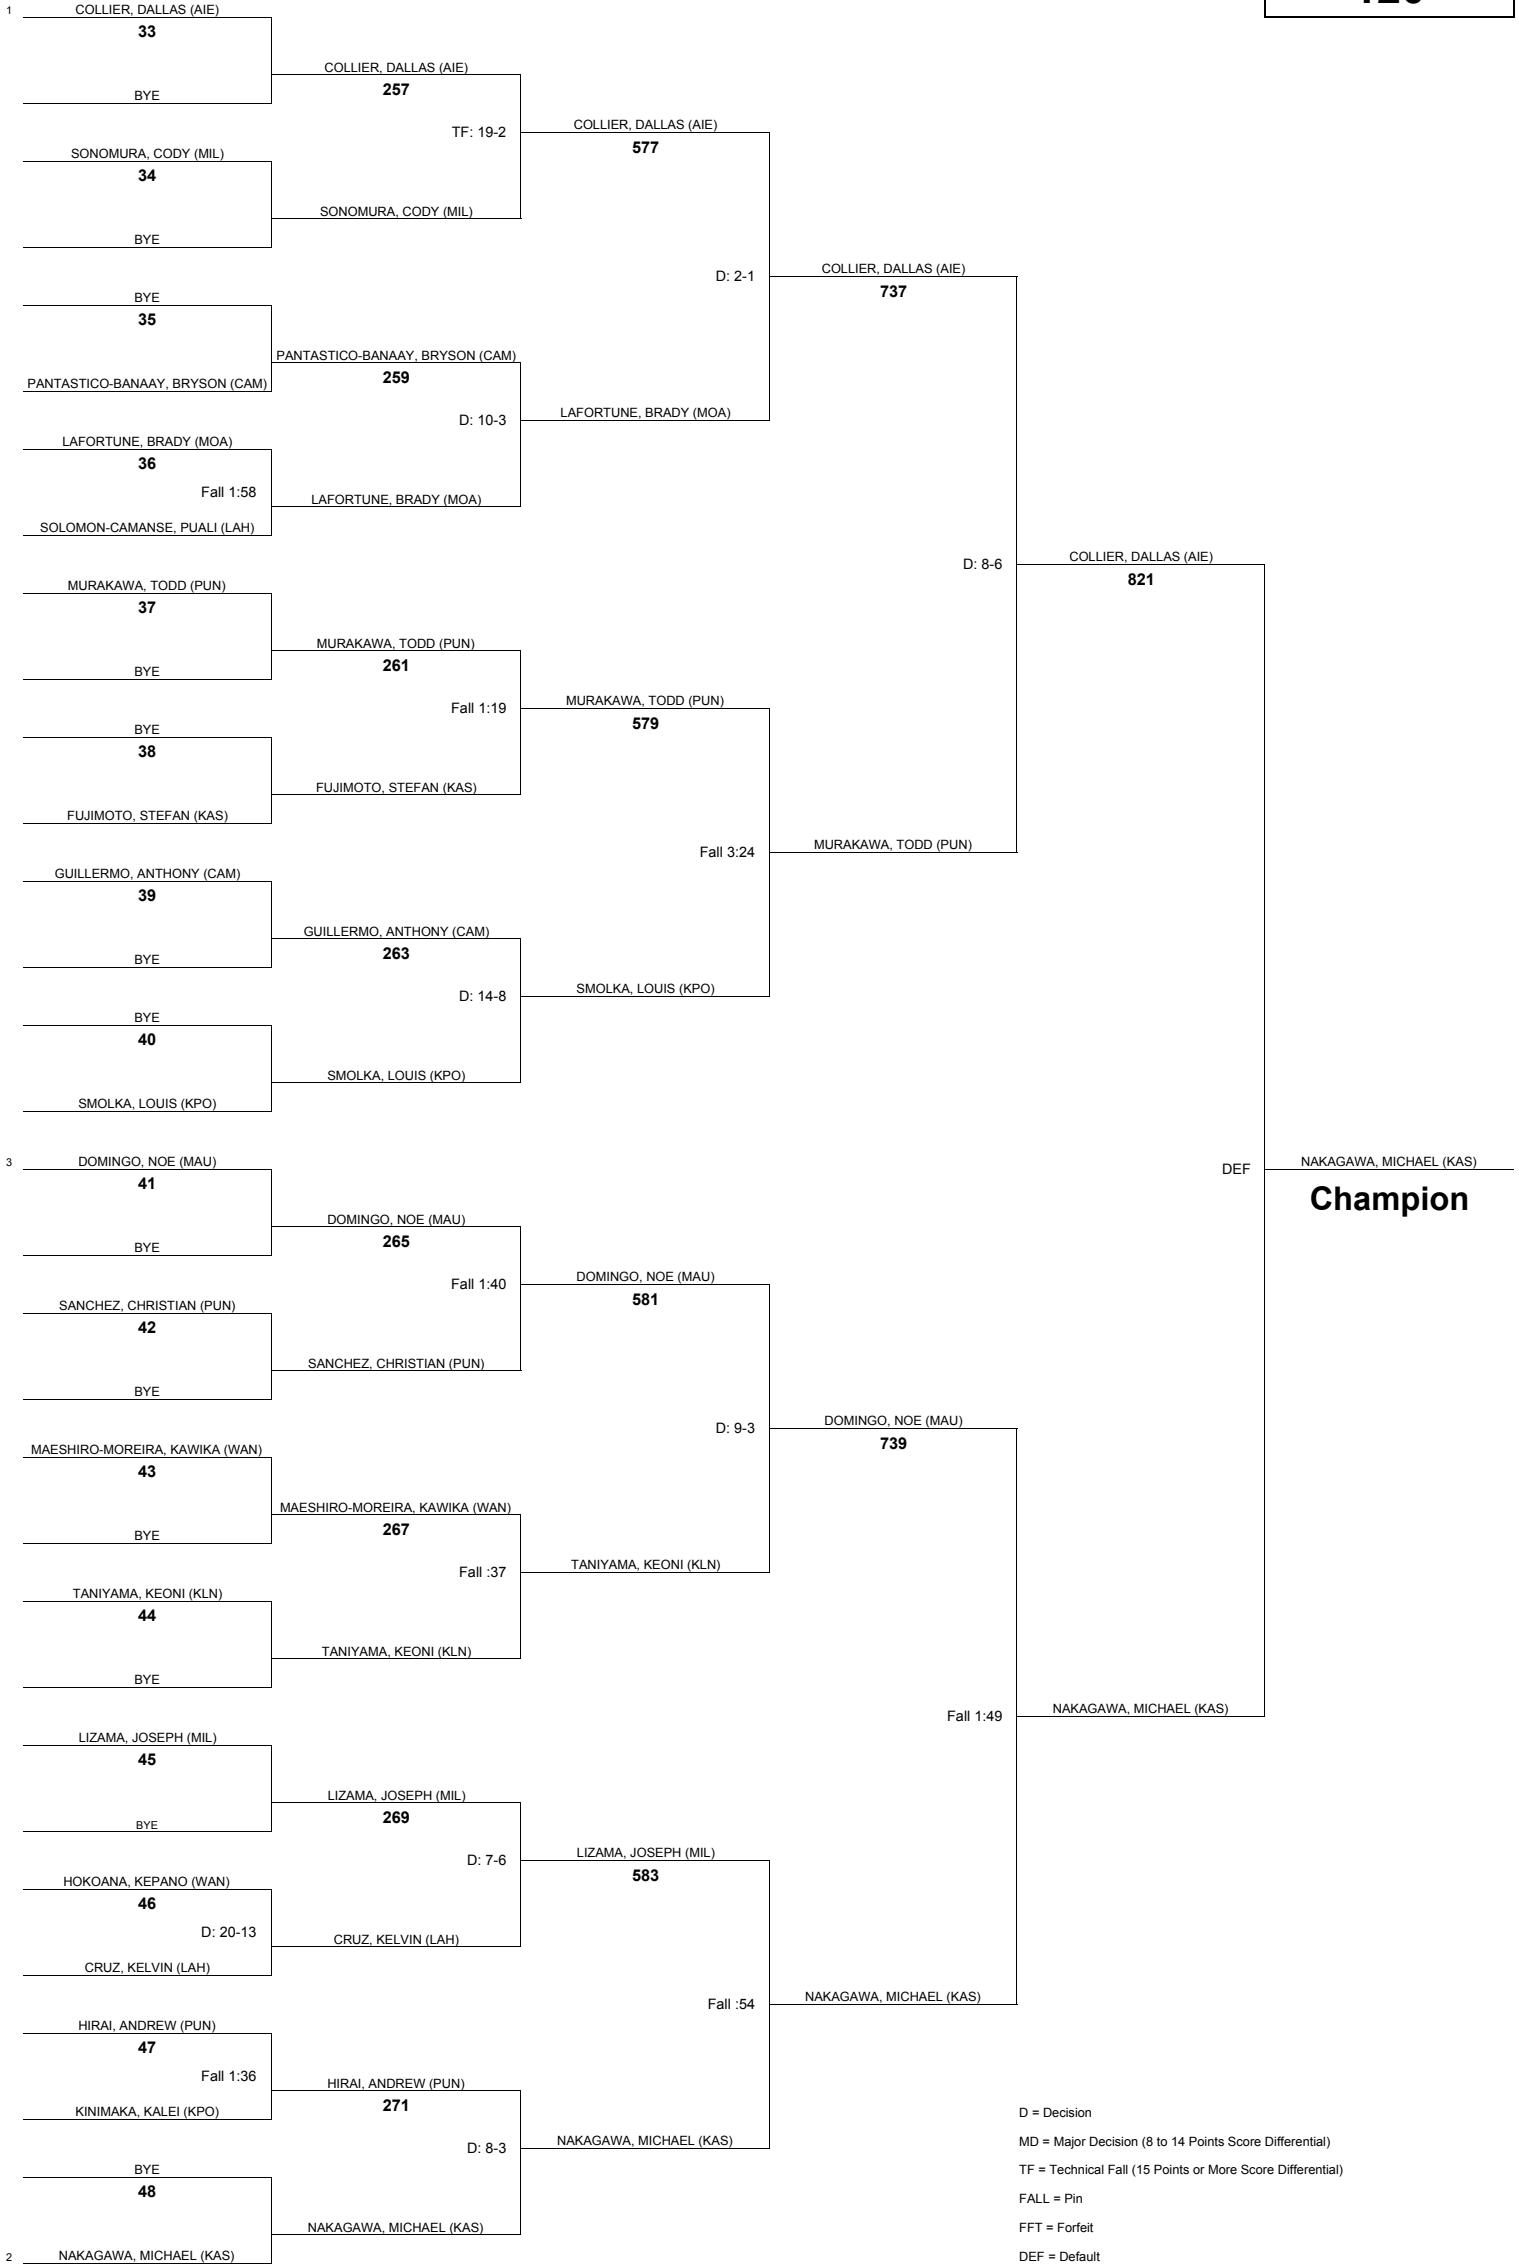 1
COLLIER, DALLAS (AIE)
33
BYE
SONOMURA, CODY (MIL)
34
BYE
BYE
35
PANTASTICO-BANAAY, BRYSON (CAM)
LAFORTUNE, BRADY (MOA)
36
Fall 1:58
SOLOMON-CAMANSE, PUALI (LAH)
MURAKAWA, TODD (PUN)
37
BYE
BYE
38
FUJIMOTO, STEFAN (KAS)
GUILLERMO, ANTHONY (CAM)
39
BYE
BYE
40
SMOLKA, LOUIS (KPO)
3
DOMINGO, NOE (MAU)
41
BYE
SANCHEZ, CHRISTIAN (PUN)
42
BYE
MAESHIRO-MOREIRA, KAWIKA (WAN)
43
BYE
TANIYAMA, KEONI (KLN)
44
BYE
LIZAMA, JOSEPH (MIL)
45
BYE
HOKOANA, KEPANO (WAN)
46
D: 20-13
CRUZ, KELVIN (LAH)
HIRAI, ANDREW (PUN)
47
Fall 1:36
KINIMAKA, KALEI (KPO)
BYE
48
2
NAKAGAWA, MICHAEL (KAS)
COLLIER, DALLAS (AIE)
257
TF: 19-2
SONOMURA, CODY (MIL)
PANTASTICO-BANAAY, BRYSON (CAM)
259
D: 10-3
LAFORTUNE, BRADY (MOA)
MURAKAWA, TODD (PUN)
261
Fall 1:19
FUJIMOTO, STEFAN (KAS)
GUILLERMO, ANTHONY (CAM)
263
D: 14-8
SMOLKA, LOUIS (KPO)
DOMINGO, NOE (MAU)
265
Fall 1:40
SANCHEZ, CHRISTIAN (PUN)
MAESHIRO-MOREIRA, KAWIKA (WAN)
267
Fall :37
TANIYAMA, KEONI (KLN)
LIZAMA, JOSEPH (MIL)
269
D: 7-6
CRUZ, KELVIN (LAH)
HIRAI, ANDREW (PUN)
271
D: 8-3
NAKAGAWA, MICHAEL (KAS)
COLLIER, DALLAS (AIE)
577
D: 2-1
LAFORTUNE, BRADY (MOA)
MURAKAWA, TODD (PUN)
579
Fall 3:24
SMOLKA, LOUIS (KPO)
DOMINGO, NOE (MAU)
581
D: 9-3
TANIYAMA, KEONI (KLN)
LIZAMA, JOSEPH (MIL)
583
Fall :54
NAKAGAWA, MICHAEL (KAS)
COLLIER, DALLAS (AIE)
737
D: 8-6
MURAKAWA, TODD (PUN)
DOMINGO, NOE (MAU)
739
Fall 1:49
NAKAGAWA, MICHAEL (KAS)
COLLIER, DALLAS (AIE)
821
DEF
NAKAGAWA, MICHAEL (KAS)
NAKAGAWA, MICHAEL (KAS)
Champion
D = Decision
MD = Major Decision (8 to 14 Points Score Differential)
TF = Technical Fall (15 Points or More Score Differential)
FALL = Pin
FFT = Forfeit
DEF = Default